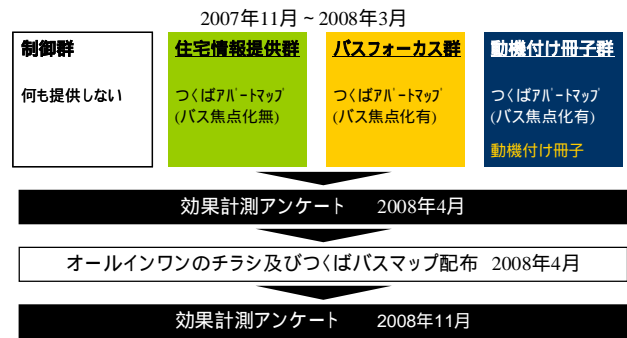 2007年11月~2008年3月
制御群
何も提供しない
住宅情報提供群
つくばｱﾊﾟｰﾄﾏｯﾌﾟ
(バス焦点化無)
バスフォーカス群
つくばｱﾊﾟｰﾄﾏｯﾌﾟ
(バス焦点化有)
動機付け冊子群
つくばｱﾊﾟｰﾄﾏｯﾌﾟ
(バス焦点化有)
動機付け冊子
効果計測アンケート 2008年4月
オールインワンのチラシ及びつくばバスマップ配布 2008年4月
効果計測アンケート 2008年11月